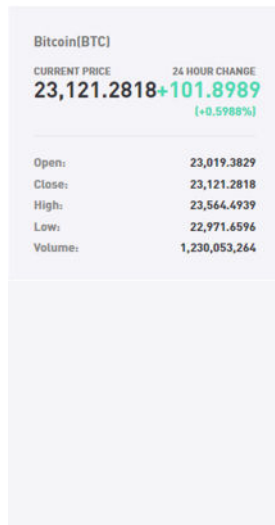 Bitcoin(BTC)
CURRENT PRICE 24 HOUR CHANGE
23,121.2818+101.8989
(+0.5988%)
Open: 23,019.3829
Close: 23,121.2818
High: 23,564.4939
Low: 22,971.6596
Volume: 1,230,053,264